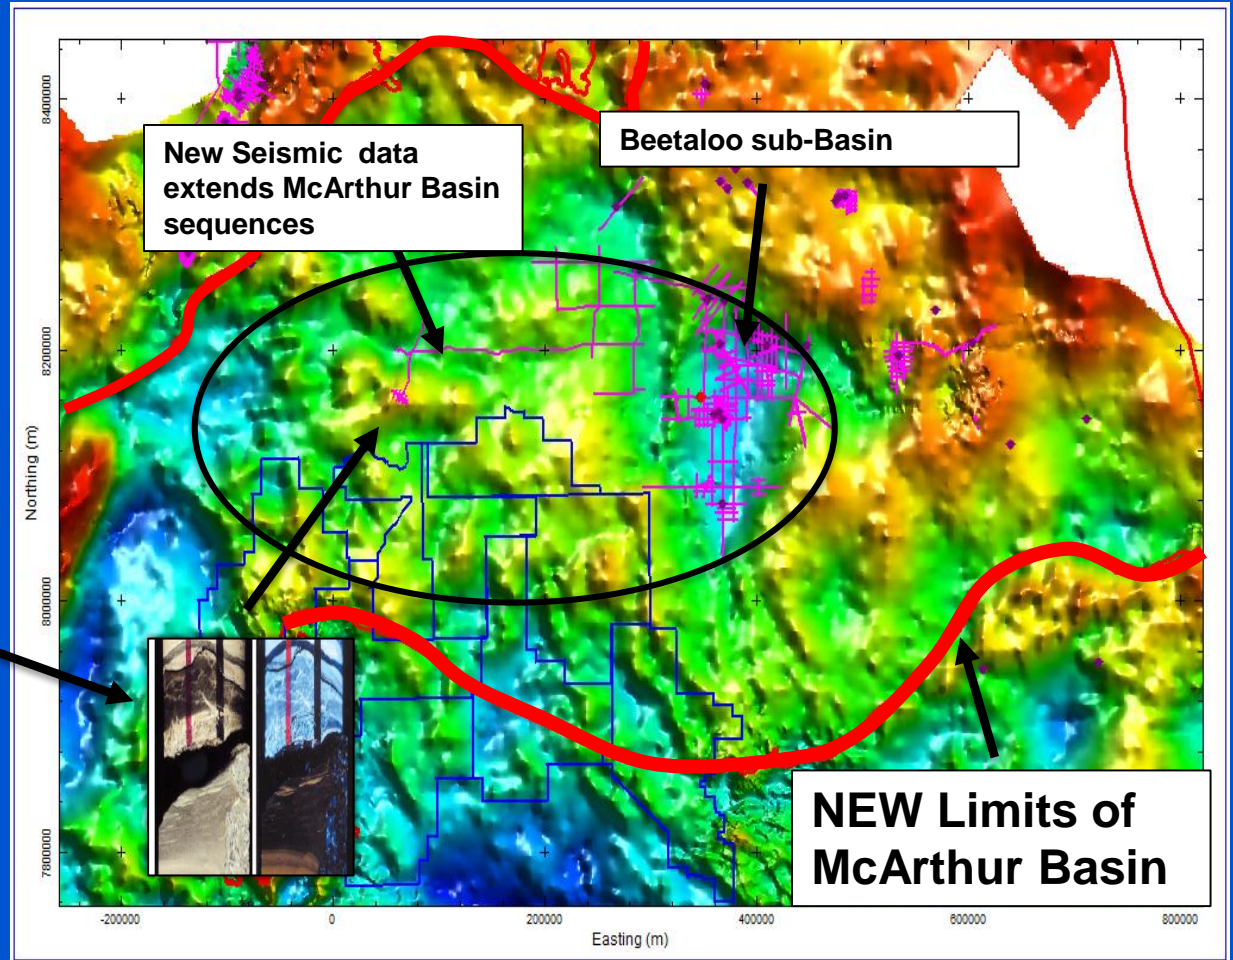 New Seismic data
extends McArthur Basin
sequences
Beetaloo sub-Basin
NEW Limits of
McArthur Basin
Northing (m)
8400000
8200000
8000000
7800000
-200000
0
200000
400000
600000
800000
Easting (m)